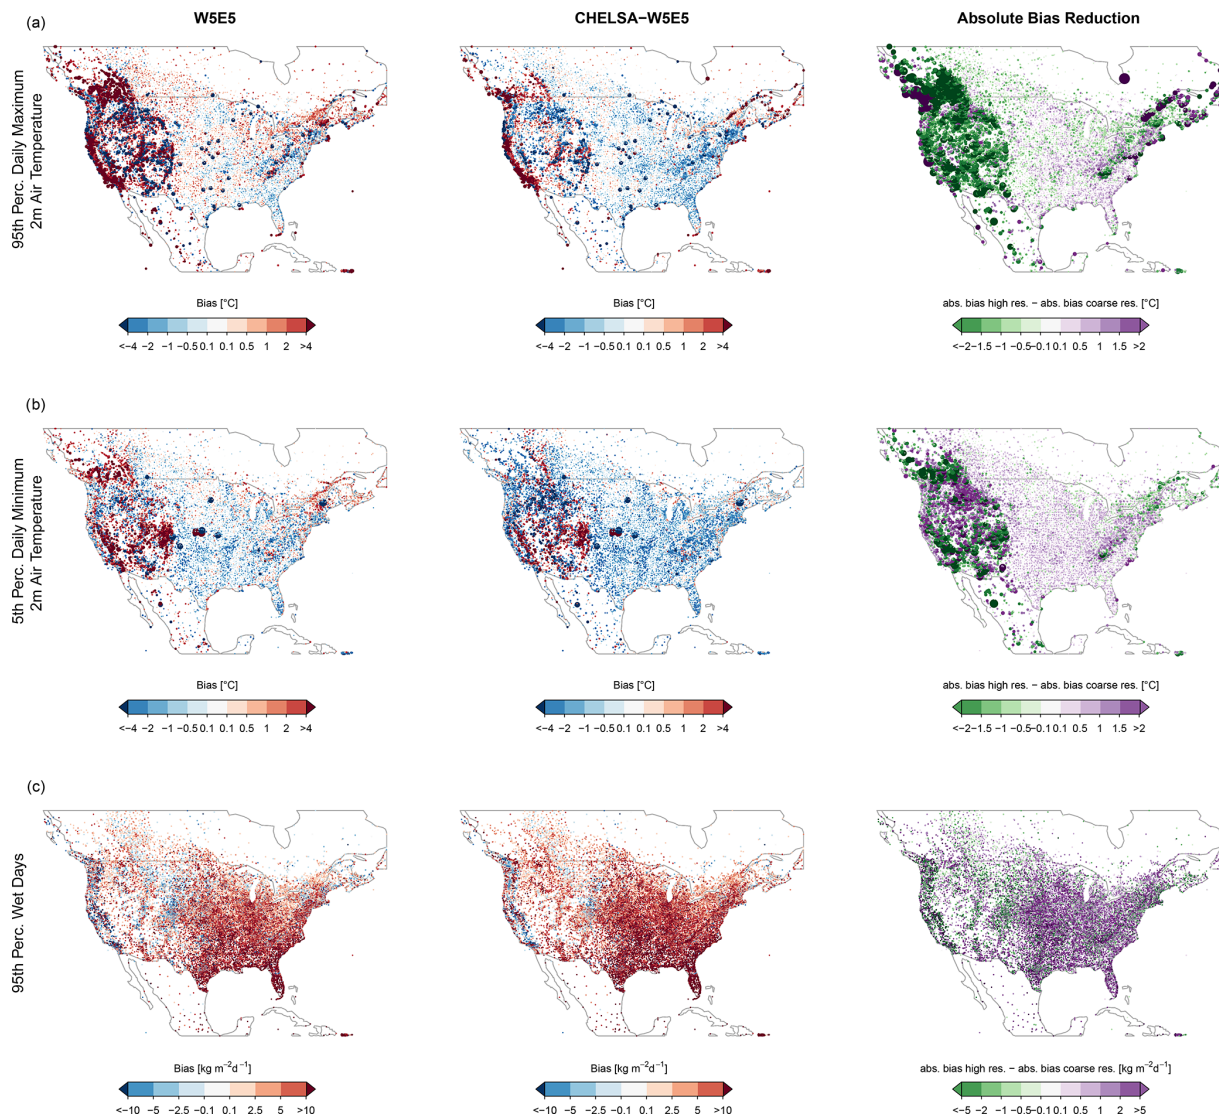 (a)
W5E5
CHELSA−W5E5
Absolute Bias Reduction
95th Perc. Daily Maximum
2m Air Temperature
Bias [°C]
<−4 −2 −1 −0.5 0.1 0.1 0.5 1 2 >4
Bias [°C]
<−4 −2 −1 −0.5 0.1 0.1 0.5 1 2 >4
abs. bias high res. − abs. bias coarse res. [°C]
<−2 −1.5 −1 −0.5 −0.1 0.1 0.5 1 1.5 >2
(b)
5th Perc. Daily Minimum
2m Air Temperature
Bias [°C]
<−4 −2 −1 −0.5 0.1 0.1 0.5 1 2 >4
Bias [°C]
<−4 −2 −1 −0.5 0.1 0.1 0.5 1 2 >4
abs. bias high res. − abs. bias coarse res. [°C]
<−2 −1.5 −1 −0.5 −0.1 0.1 0.5 1 1.5 >2
(c)
95th Perc. Wet Days
Bias [kg m⁻²d⁻¹]
<−10 −5 −2.5 −0.1 0.1 2.5 5 >10
Bias [kg m⁻²d⁻¹]
<−10 −5 −2.5 −0.1 0.1 2.5 5 >10
abs. bias high res. − abs. bias coarse res. [kg m⁻²d⁻¹]
<−5 −2 −1 −0.1 0.1 1 2 >5